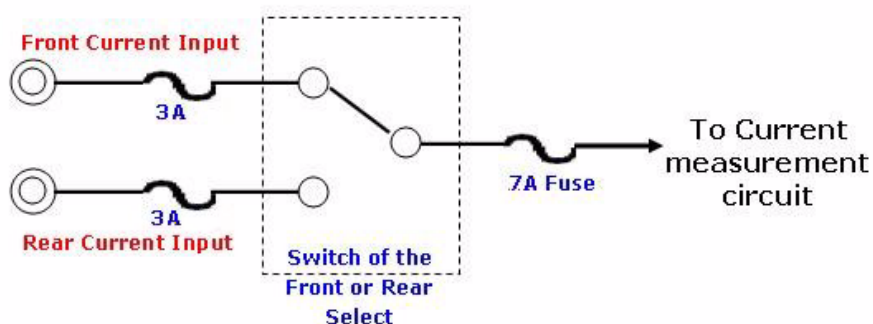 Front Current Input
3A
To Current
measurement
circuit
7A Fuse
3A
Rear Current Input
Switch of the
Front or Rear
Select